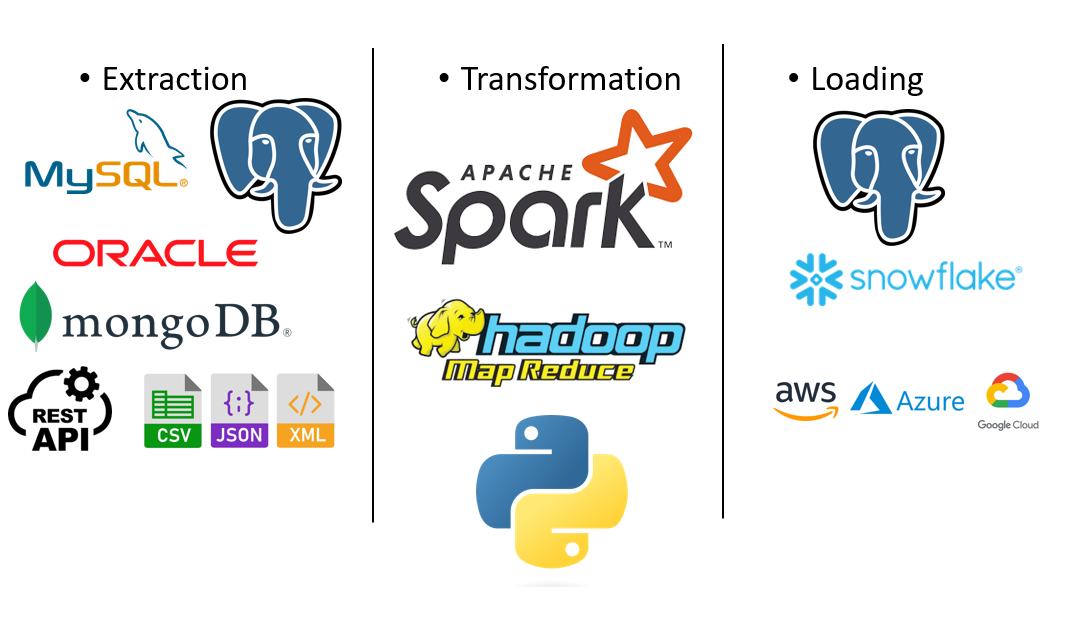 • Extraction
MySQL®
ORACLE
mongoDB®
REST
API
CSV
JSON
XML
• Transformation
APACHE
Spark™
hadoop
Map Reduce
• Loading
snowflake®
aws
Azure
Google Cloud